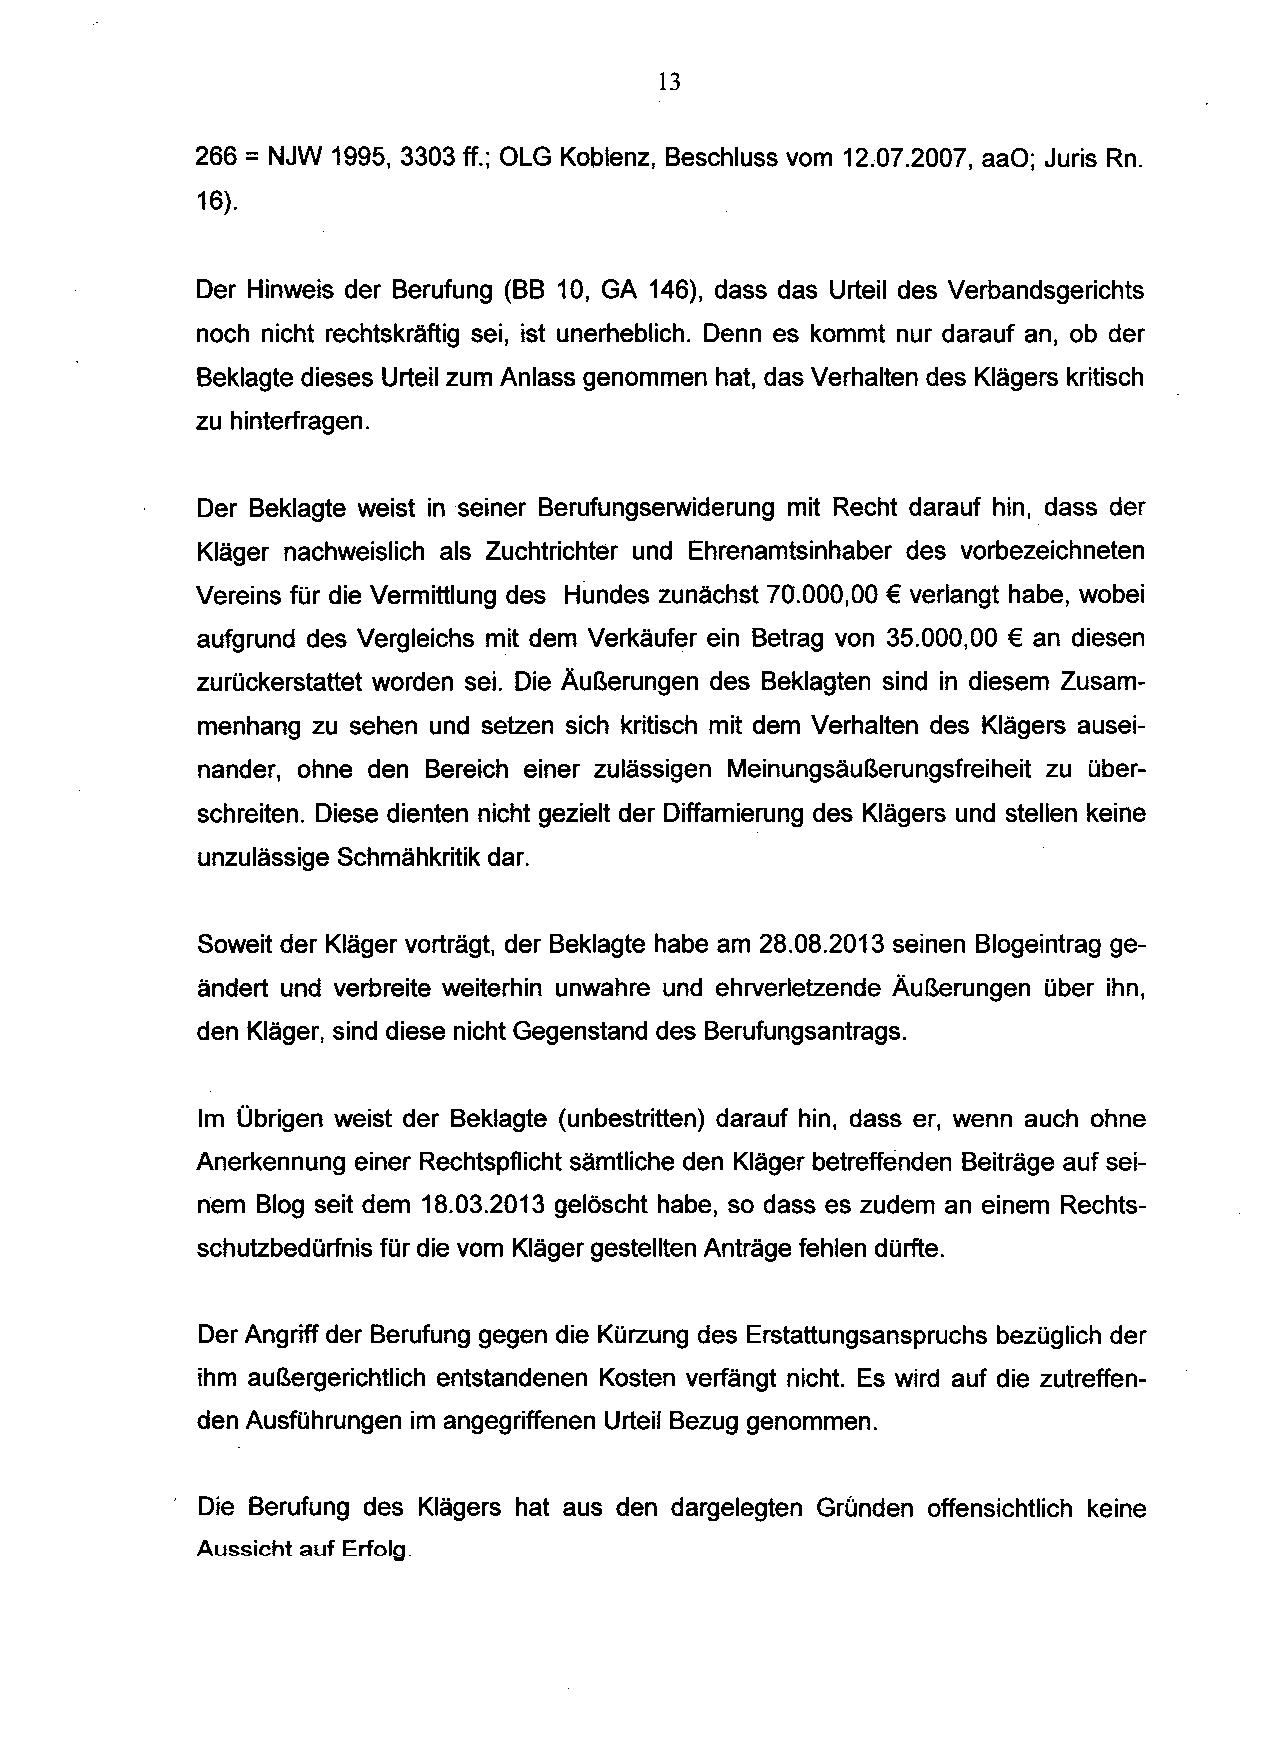 13
266 = NJW 1995, 3303 ff.; OLG Koblenz, Beschluss vom 12.07.2007, aaO; Juris Rn.
16).
Der Hinweis der Berufung (BB 10, GA 146), dass das Urteil des Verbandsgerichts
noch nicht rechtskräftig sei, ist unerheblich. Denn es kommt nur darauf an, ob der
Beklagte dieses Urteil zum Anlass genommen hat, das Verhalten des Klägers kritisch
zu hinterfragen.
Der Beklagte weist in seiner Berufungserwiderung mit Recht darauf hin, dass der
Kläger nachweislich als Zuchtrichter und Ehrenamtsinhaber des vorbezeichneten
Vereins für die Vermittlung des Hundes zunächst 70.000,00 € verlangt habe, wobei
aufgrund des Vergleichs mit dem Verkäufer ein Betrag von 35.000,00 € an diesen
zurückerstattet worden sei. Die Äußerungen des Beklagten sind in diesem Zusam-
menhang zu sehen und setzen sich kritisch mit dem Verhalten des Klägers ausei-
nander, ohne den Bereich einer zulässigen Meinungsäußerungsfreiheit zu über-
schreiten. Diese dienten nicht gezielt der Diffamierung des Klägers und stellen keine
unzulässige Schmähkritik dar.
Soweit der Kläger vorträgt, der Beklagte habe am 28.08.2013 seinen Blogeintrag ge-
ändert und verbreite weiterhin unwahre und ehrverletzende Äußerungen über ihn,
den Kläger, sind diese nicht Gegenstand des Berufungsantrags.
Im Übrigen weist der Beklagte (unbestritten) darauf hin, dass er, wenn auch ohne
Anerkennung einer Rechtspflicht sämtliche den Kläger betreffenden Beiträge auf sei-
nem Blog seit dem 18.03.2013 gelöscht habe, so dass es zudem an einem Rechts-
schutzbedürfnis für die vom Kläger gestellten Anträge fehlen dürfte.
Der Angriff der Berufung gegen die Kürzung des Erstattungsanspruchs bezüglich der
ihm außergerichtlich entstandenen Kosten verfängt nicht. Es wird auf die zutreffen-
den Ausführungen im angegriffenen Urteil Bezug genommen.
Die Berufung des Klägers hat aus den dargelegten Gründen offensichtlich keine
Aussicht auf Erfolg.